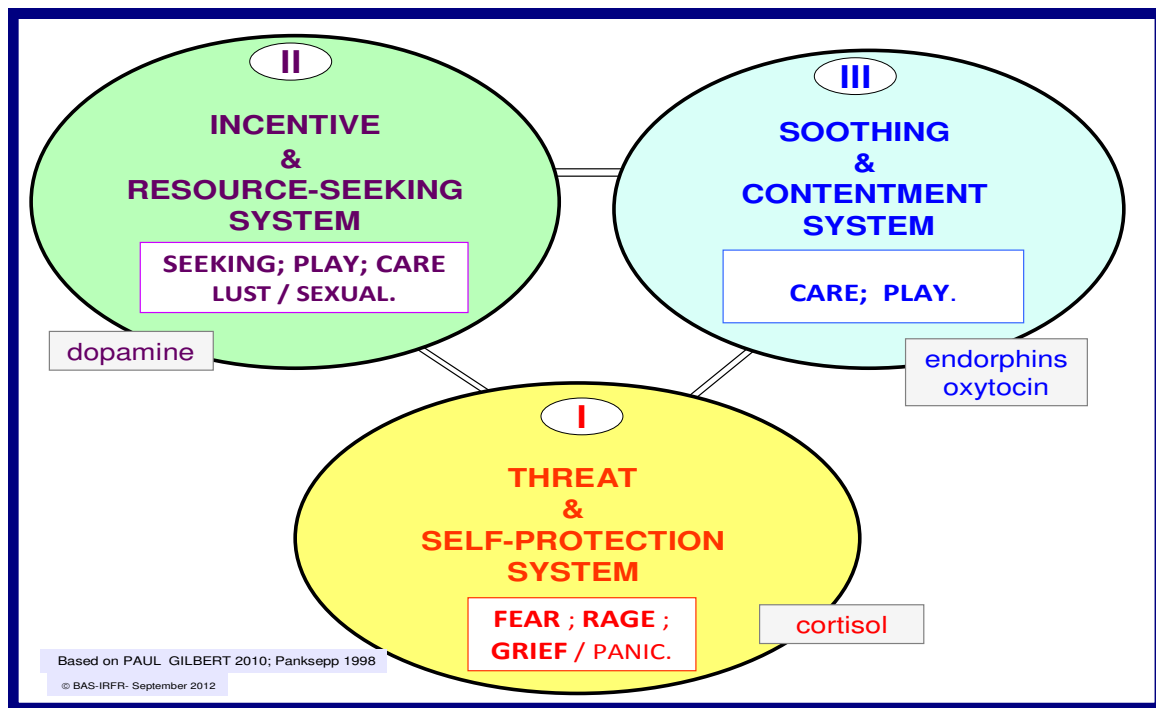 II
INCENTIVE
&
RESOURCE-SEEKING
SYSTEM
SEEKING; PLAY; CARE
LUST / SEXUAL.
dopamine
III
SOOTHING
&
CONTENTMENT
SYSTEM
CARE; PLAY.
endorphins
oxytocin
I
THREAT
&
SELF-PROTECTION
SYSTEM
FEAR ; RAGE ;
GRIEF / PANIC.
cortisol
Based on PAUL GILBERT 2010; Panksepp 1998
© BAS-IRFR- September 2012